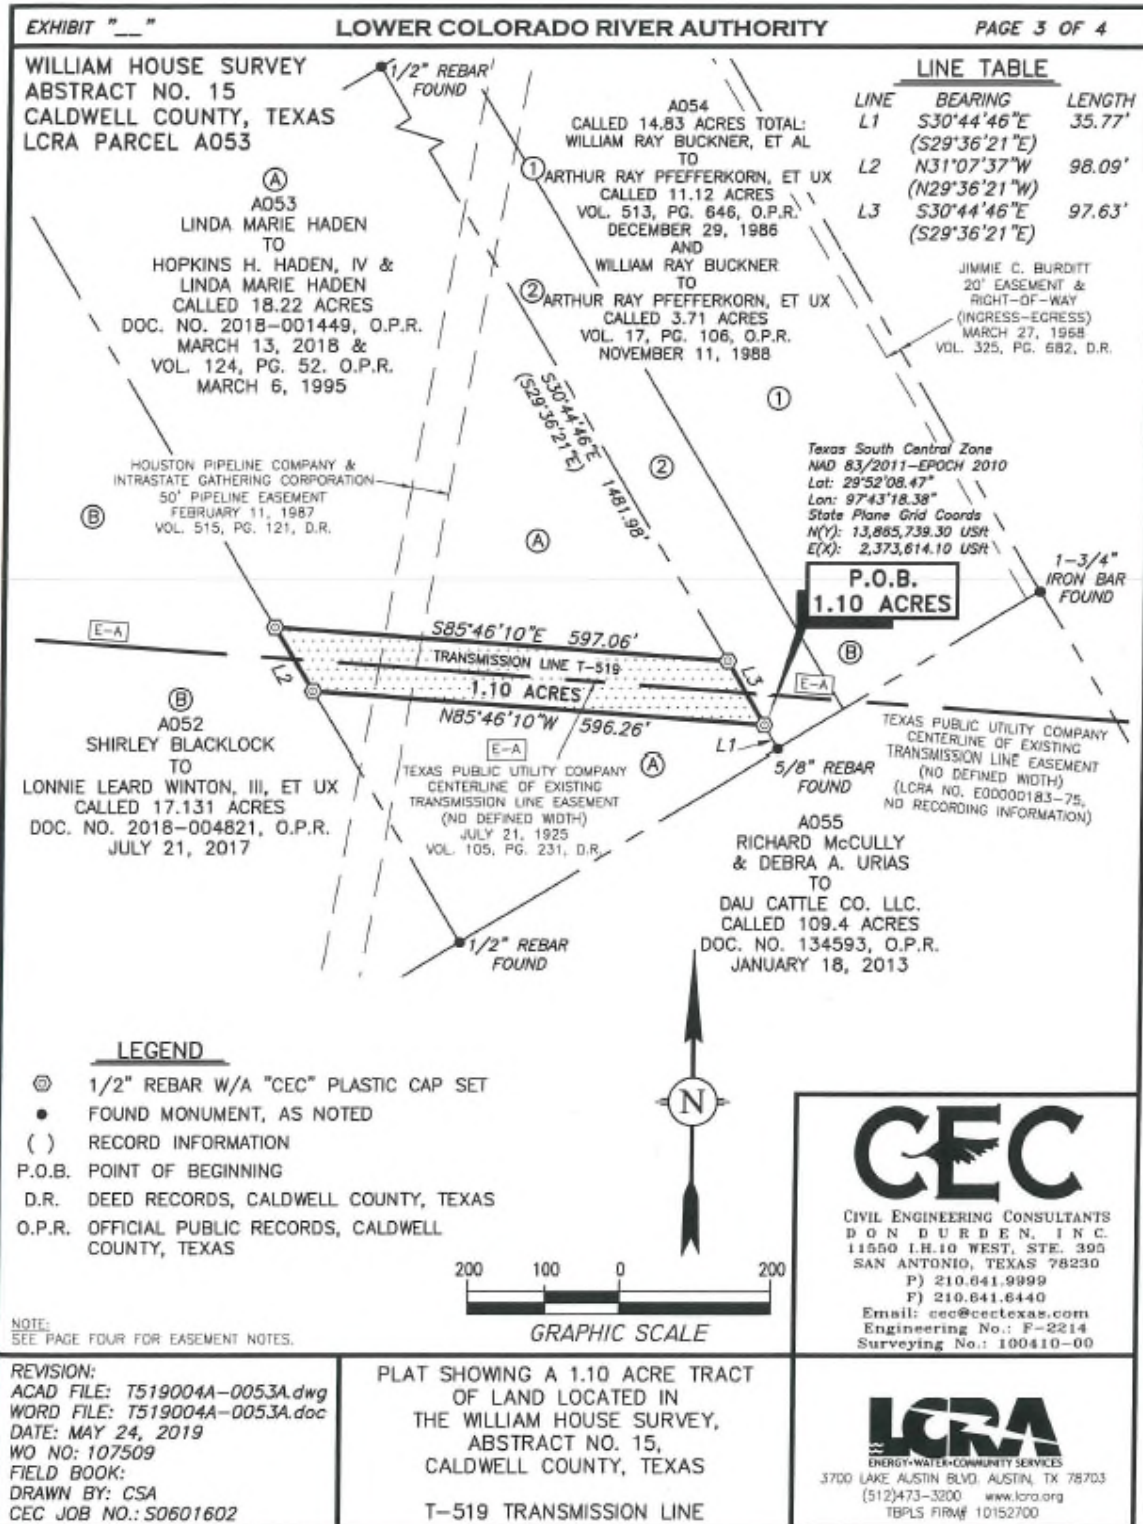 EXHIBIT "__"
LOWER COLORADO RIVER AUTHORITY
PAGE 3 OF 4
WILLIAM HOUSE SURVEY
ABSTRACT NO. 15
CALDWELL COUNTY, TEXAS
LCRA PARCEL A053
1/2" REBAR
FOUND
A
A053
LINDA MARIE HADEN
TO
HOPKINS H. HADEN, IV &
LINDA MARIE HADEN
CALLED 18.22 ACRES
DOC. NO. 2018-001449, O.P.R.
MARCH 13, 2018 &
VOL. 124, PG. 52. O.P.R.
MARCH 6, 1995
A054
CALLED 14.83 ACRES TOTAL:
WILLIAM RAY BUCKNER, ET AL
TO
1
ARTHUR RAY PFEFFERKORN, ET UX
CALLED 11.12 ACRES
VOL. 513, PG. 646, O.P.R.
DECEMBER 29, 1986
AND
WILLIAM RAY BUCKNER
TO
2
ARTHUR RAY PFEFFERKORN, ET UX
CALLED 3.71 ACRES
VOL. 17, PG. 106, O.P.R.
NOVEMBER 11, 1988
LINE TABLE
LINE BEARING LENGTH
L1 S30°44'46"E 35.77'
(S29°36'21"E)
L2 N31°07'37"W 98.09'
(N29°36'21"W)
L3 S30°44'46"E 97.63'
(S29°36'21"E)
JIMMIE C. BURDITT
20' EASEMENT &
RIGHT-OF-WAY
(INGRESS-EGRESS)
MARCH 27, 1968
VOL. 325, PG. 682, D.R.
1
S30°44'46"E 1481.98'
(S29°36'21"E)
2
HOUSTON PIPELINE COMPANY &
INTRASTATE GATHERING CORPORATION
50' PIPELINE EASEMENT
FEBRUARY 11, 1987
VOL. 515, PG. 121, D.R.
B
A
Texas South Central Zone
NAD 83/2011-EPOCH 2010
Lat: 29°52'08.47"
Lon: 97°43'18.38"
State Plane Grid Coords
N(Y): 13,865,739.30 USft
E(X): 2,373,614.10 USft
P.O.B.
1.10 ACRES
1-3/4"
IRON BAR
FOUND
E-A
S85°46'10"E 597.06'
TRANSMISSION LINE T-519
1.10 ACRES
N85°46'10"W 596.26'
L2
L3
L1
B
E-A
B
A052
SHIRLEY BLACKLOCK
TO
LONNIE LEARD WINTON, III, ET UX
CALLED 17.131 ACRES
DOC. NO. 2018-004821, O.P.R.
JULY 21, 2017
E-A
TEXAS PUBLIC UTILITY COMPANY
CENTERLINE OF EXISTING
TRANSMISSION LINE EASEMENT
(NO DEFINED WIDTH)
JULY 21, 1925
VOL. 105, PG. 231, D.R.
A
5/8" REBAR
FOUND
TEXAS PUBLIC UTILITY COMPANY
CENTERLINE OF EXISTING
TRANSMISSION LINE EASEMENT
(NO DEFINED WIDTH)
(LCRA NO. E00000183-75,
NO RECORDING INFORMATION)
A055
RICHARD McCULLY
& DEBRA A. URIAS
TO
DAU CATTLE CO. LLC.
CALLED 109.4 ACRES
DOC. NO. 134593, O.P.R.
JANUARY 18, 2013
1/2" REBAR
FOUND
LEGEND
1/2" REBAR W/A "CEC" PLASTIC CAP SET
FOUND MONUMENT, AS NOTED
( ) RECORD INFORMATION
P.O.B. POINT OF BEGINNING
D.R. DEED RECORDS, CALDWELL COUNTY, TEXAS
O.P.R. OFFICIAL PUBLIC RECORDS, CALDWELL
COUNTY, TEXAS
N
200 100 0 200
GRAPHIC SCALE
NOTE:
SEE PAGE FOUR FOR EASEMENT NOTES.
CEC
CIVIL ENGINEERING CONSULTANTS
DON DURDEN, INC.
11550 I.H.10 WEST, STE. 395
SAN ANTONIO, TEXAS 78230
P) 210.641.9999
F) 210.641.6440
Email: cec@cectexas.com
Engineering No.: F-2214
Surveying No.: 100410-00
REVISION:
ACAD FILE: T519004A-0053A.dwg
WORD FILE: T519004A-0053A.doc
DATE: MAY 24, 2019
WO NO: 107509
FIELD BOOK:
DRAWN BY: CSA
CEC JOB NO.: S0601602
PLAT SHOWING A 1.10 ACRE TRACT
OF LAND LOCATED IN
THE WILLIAM HOUSE SURVEY,
ABSTRACT NO. 15,
CALDWELL COUNTY, TEXAS
T-519 TRANSMISSION LINE
LCRA
ENERGY•WATER•COMMUNITY SERVICES
3700 LAKE AUSTIN BLVD. AUSTIN, TX 78703
(512)473-3200 www.lcra.org
TBPLS FIRM# 10152700